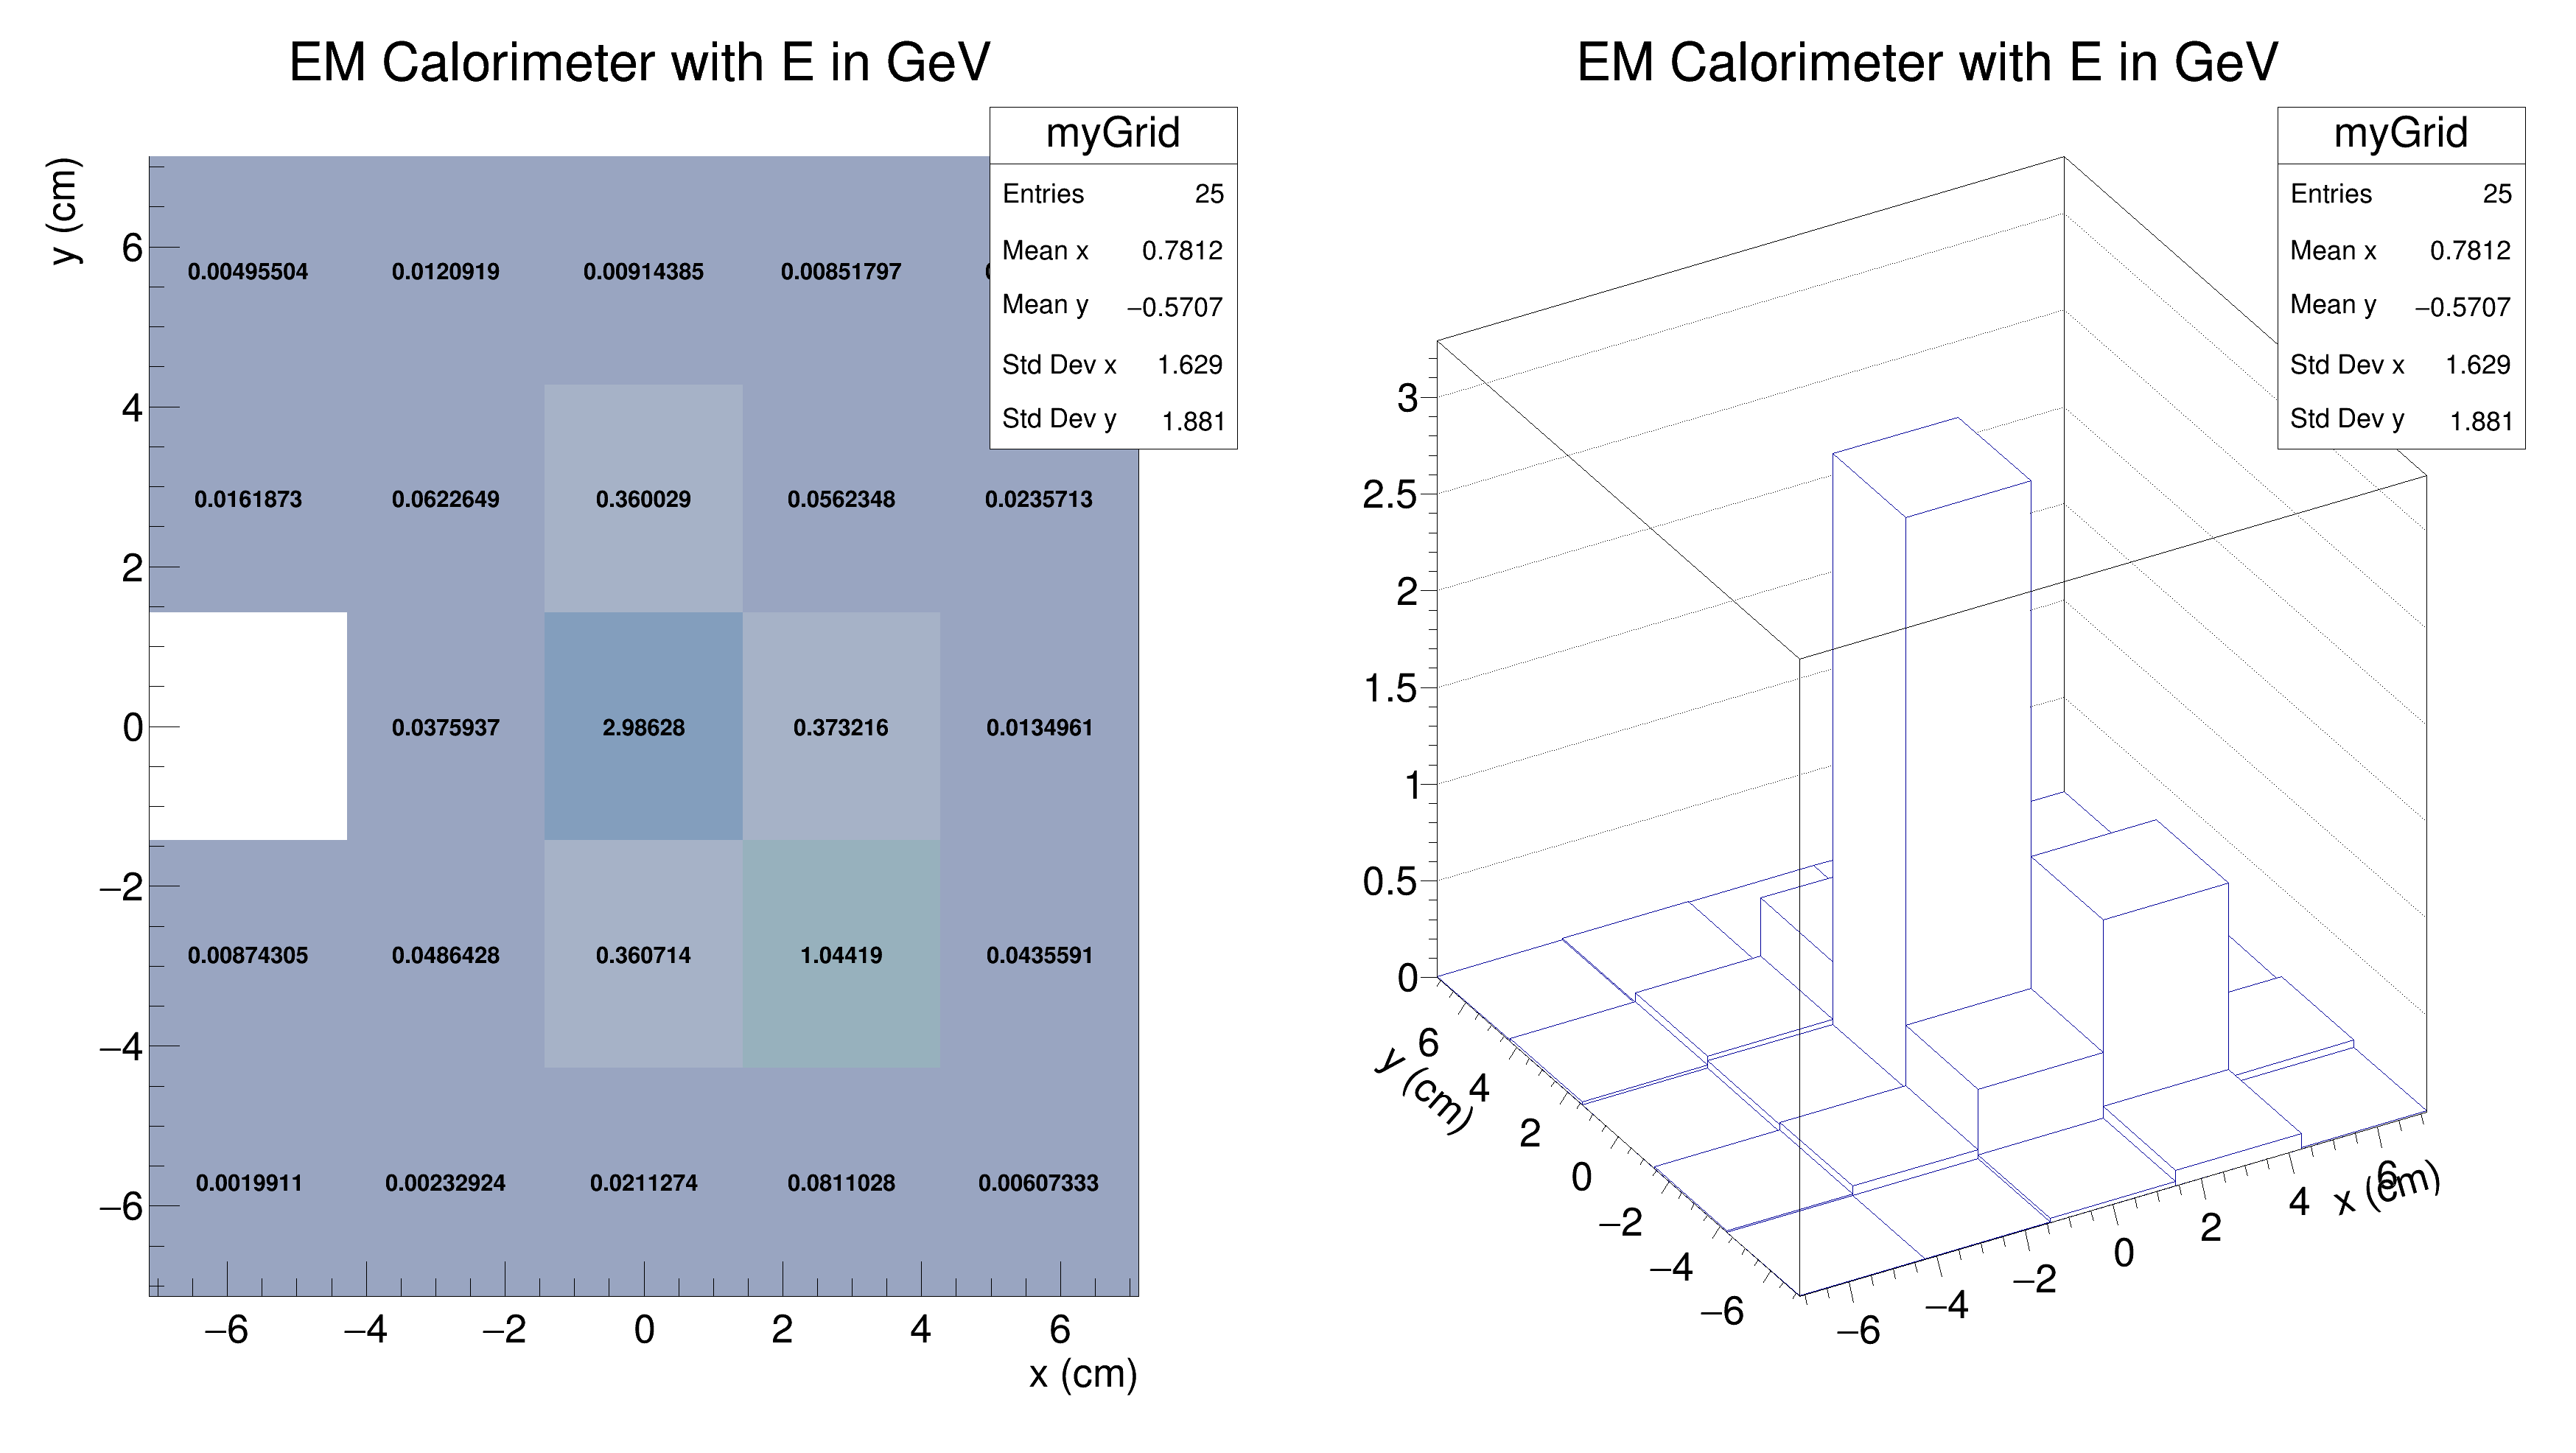 EM Calorimeter with E in GeV
myGrid
Entries 25
Mean x 0.7812
Mean y −0.5707
Std Dev x 1.629
Std Dev y 1.881
y (cm)
6
4
2
0
−2
−4
−6
0.00495504 0.0120919 0.00914385 0.00851797
0.0161873 0.0622649 0.360029 0.0562348 0.0235713
0.0375937 2.98628 0.373216 0.0134961
0.00874305 0.0486428 0.360714 1.04419 0.0435591
0.0019911 0.00232924 0.0211274 0.0811028 0.00607333
−6 −4 −2 0 2 4 6
x (cm)
EM Calorimeter with E in GeV
myGrid
Entries 25
Mean x 0.7812
Mean y −0.5707
Std Dev x 1.629
Std Dev y 1.881
3
2.5
2
1.5
1
0.5
0
y (cm)
6
4
2
0
−2
−4
−6
−6 −4 −2 0 2 4 6
x (cm)